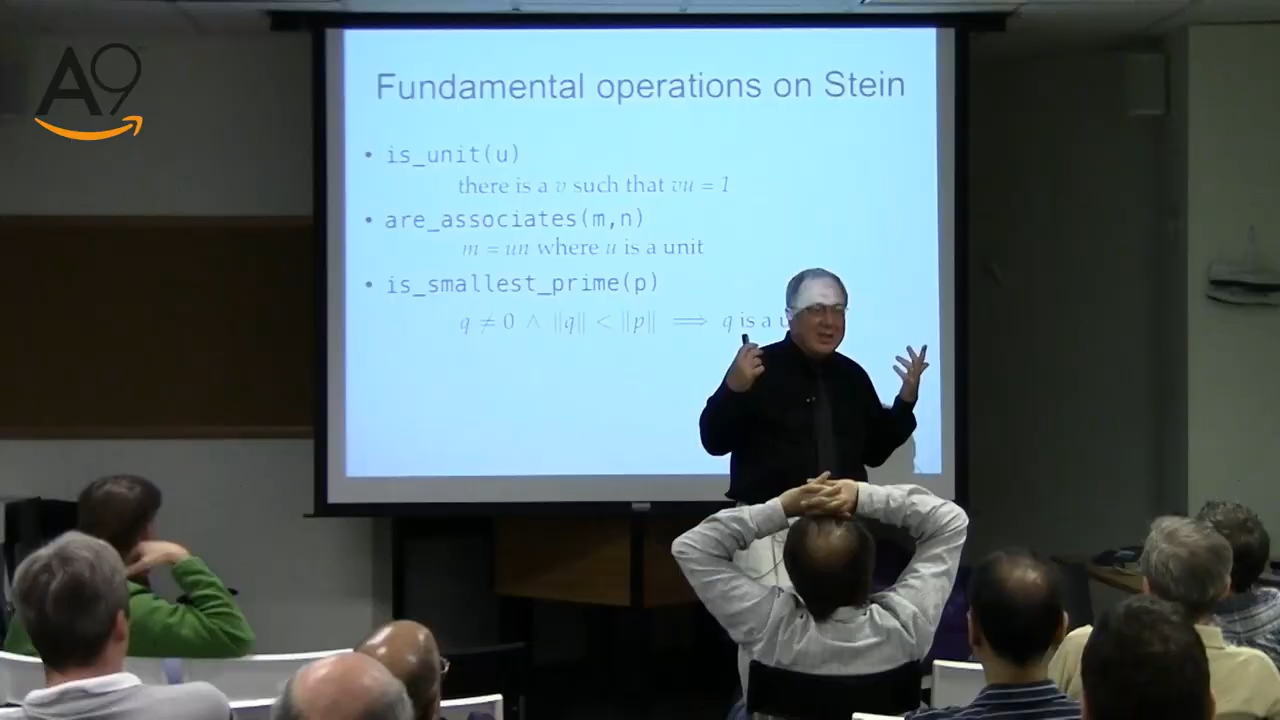 A9
Fundamental operations on Stein
• is_unit(u)
there is a v such that vu = 1
• are_associates(m,n)
m = un where u is a unit
• is_smallest_prime(p)
q ≠ 0 ∧ ‖q‖ < ‖p‖ ⟹ q is a